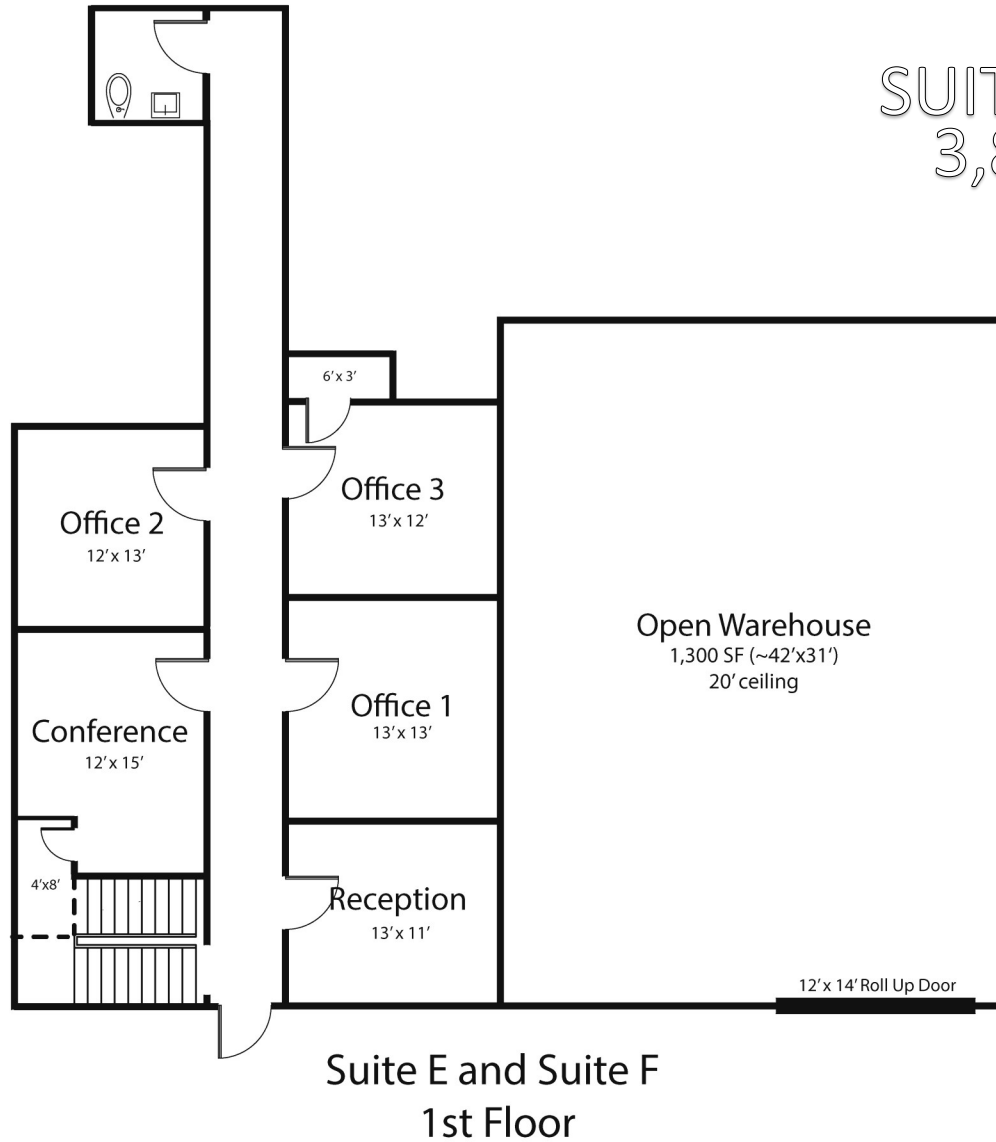 6' x 3'
Office 3
13' x 12'
Office 2
12' x 13'
Open Warehouse
1,300 SF (~42'x31')
20' ceiling
Office 1
13' x 13'
Conference
12' x 15'
4'x8'
Reception
13' x 11'
12' x 14' Roll Up Door
Suite E and Suite F
1st Floor